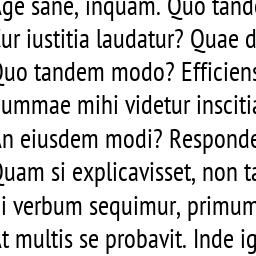 Age sane, inquam. Quo tande
Cur iustitia laudatur? Quae d
Quo tandem modo? Efficiens
ummae mihi videtur inscitia
An eiusdem modi? Responde
Quam si explicavisset, non ta
i verbum sequimur, primum
At multis se probavit. Inde ig